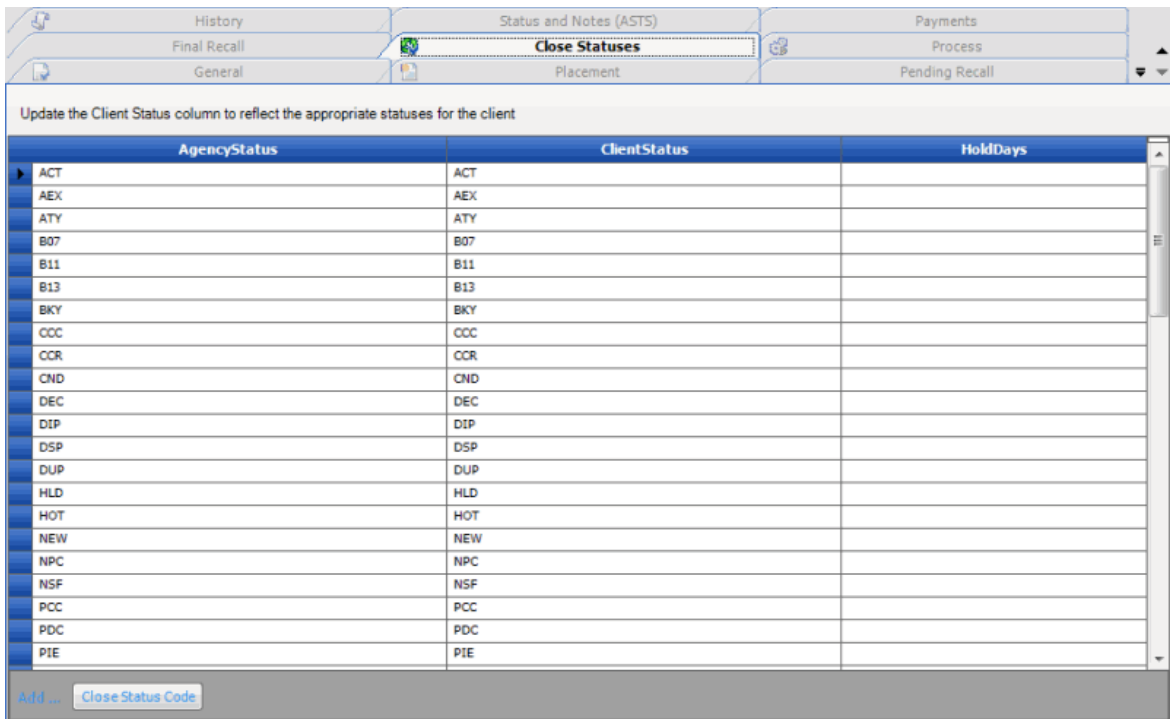 History Status and Notes (ASTS) Payments
Final Recall Close Statuses Process
General Placement Pending Recall
Update the Client Status column to reflect the appropriate statuses for the client
AgencyStatus ClientStatus HoldDays
ACT ACT
AEX AEX
ATY ATY
B07 B07
B11 B11
B13 B13
BKY BKY
CCC CCC
CCR CCR
CND CND
DEC DEC
DIP DIP
DSP DSP
DUP DUP
HLD HLD
HOT HOT
NEW NEW
NPC NPC
NSF NSF
PCC PCC
PDC PDC
PIE PIE
Add ... Close Status Code